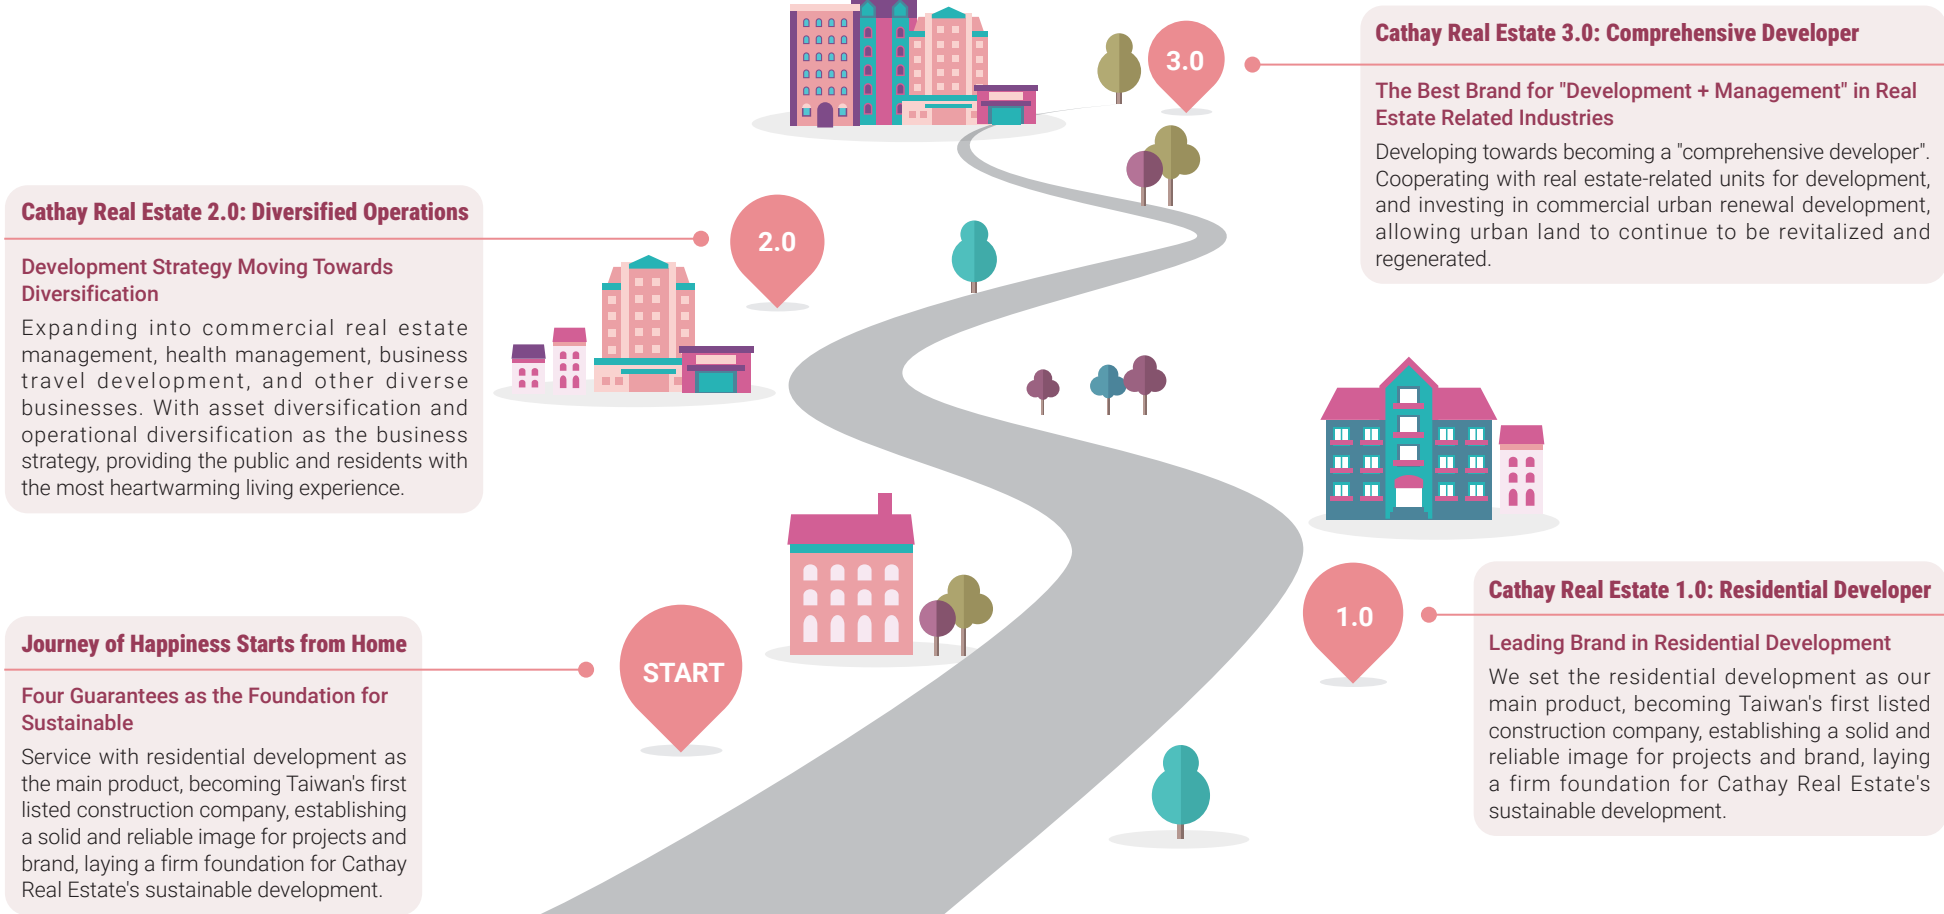 Cathay Real Estate 3.0: Comprehensive Developer
The Best Brand for "Development + Management" in Real
Estate Related Industries
Developing towards becoming a "comprehensive developer".
Cooperating with real estate-related units for development,
and investing in commercial urban renewal development,
allowing urban land to continue to be revitalized and
regenerated.
3.0
Cathay Real Estate 2.0: Diversified Operations
Development Strategy Moving Towards
Diversification
Expanding into commercial real estate
management, health management, business
travel development, and other diverse
businesses. With asset diversification and
operational diversification as the business
strategy, providing the public and residents with
the most heartwarming living experience.
2.0
Cathay Real Estate 1.0: Residential Developer
Leading Brand in Residential Development
We set the residential development as our
main product, becoming Taiwan's first listed
construction company, establishing a solid and
reliable image for projects and brand, laying
a firm foundation for Cathay Real Estate's
sustainable development.
1.0
Journey of Happiness Starts from Home
Four Guarantees as the Foundation for
Sustainable
Service with residential development as
the main product, becoming Taiwan's first
listed construction company, establishing
a solid and reliable image for projects and
brand, laying a firm foundation for Cathay
Real Estate's sustainable development.
START